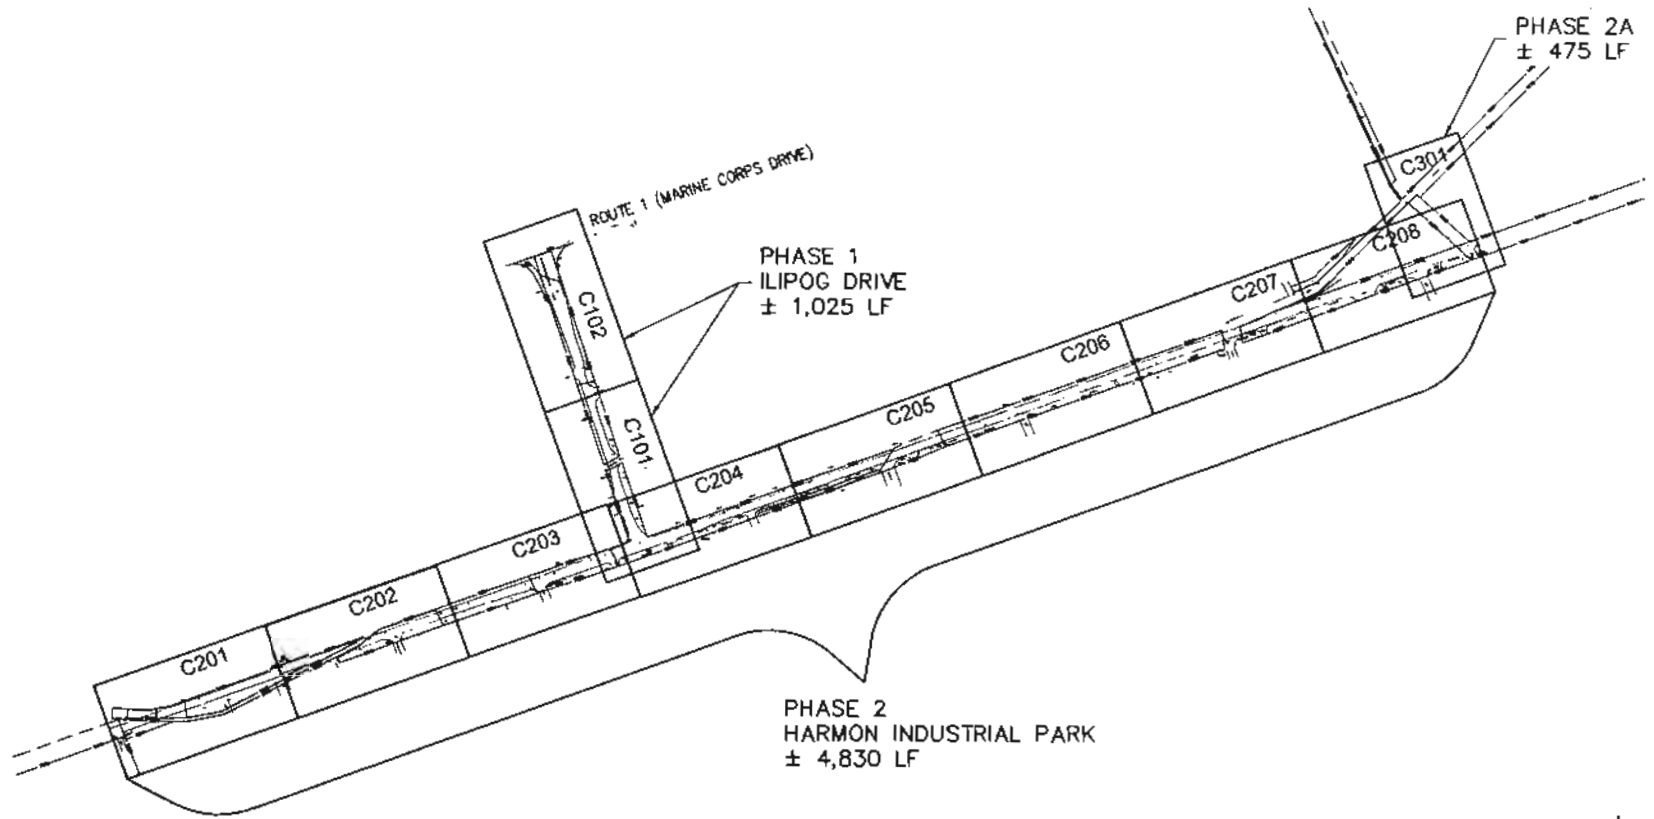 PHASE 2A
± 475 LF
C301
ROUTE 1 (MARINE CORPS DRIVE)
PHASE 1
ILIPOG DRIVE
± 1,025 LF
C102
C101
C208
C207
C206
C205
C204
C203
C202
C201
PHASE 2
HARMON INDUSTRIAL PARK
± 4,830 LF